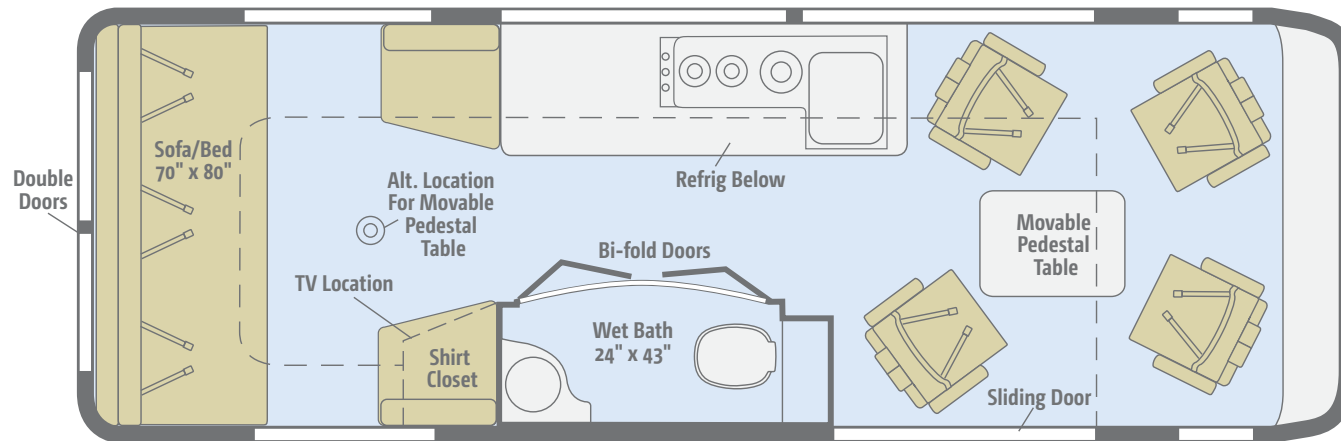 Double
Doors
Sofa/Bed
70" x 80"
Alt. Location
For Movable
Pedestal
Table
TV Location
Shirt
Closet
Bi-fold Doors
Wet Bath
24" x 43"
Refrig Below
Movable
Pedestal
Table
Sliding Door